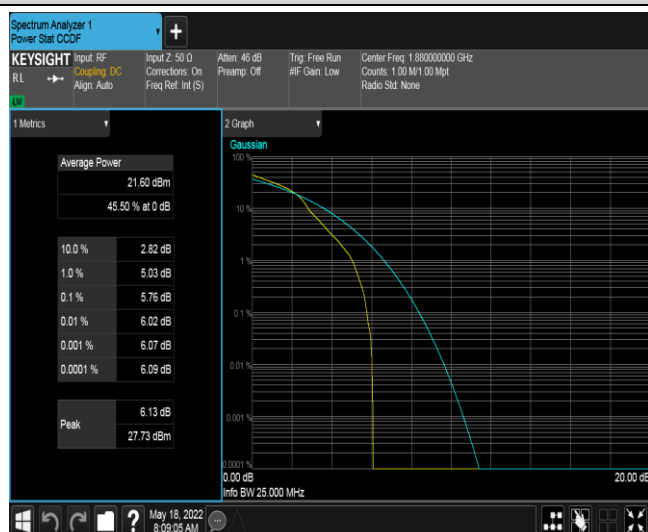 Spectrum Analyzer 1
Power Stat CCDF
KEYSIGHT
RL
LXI
Input: RF
Coupling: DC
Align: Auto
Input Z: 50 Ω
Corrections: On
Freq Ref: Int (S)
Atten: 46 dB
Preamp: Off
Trig: Free Run
#IF Gain: Low
Center Freq: 1.880000000 GHz
Counts: 1.00 M/1.00 Mpt
Radio Std: None
1 Metrics
Average Power
21.60 dBm
45.50 % at 0 dB
10.0 % 2.82 dB
1.0 % 5.03 dB
0.1 % 5.76 dB
0.01 % 6.02 dB
0.001 % 6.07 dB
0.0001 % 6.09 dB
Peak
6.13 dB
27.73 dBm
2 Graph
Gaussian
100 %
10 %
1 %
0.1 %
0.01 %
0.001 %
0.0001 %
0.00 dB 20.00 dB
Info BW 25.000 MHz
? May 18, 2022
8:09:05 AM